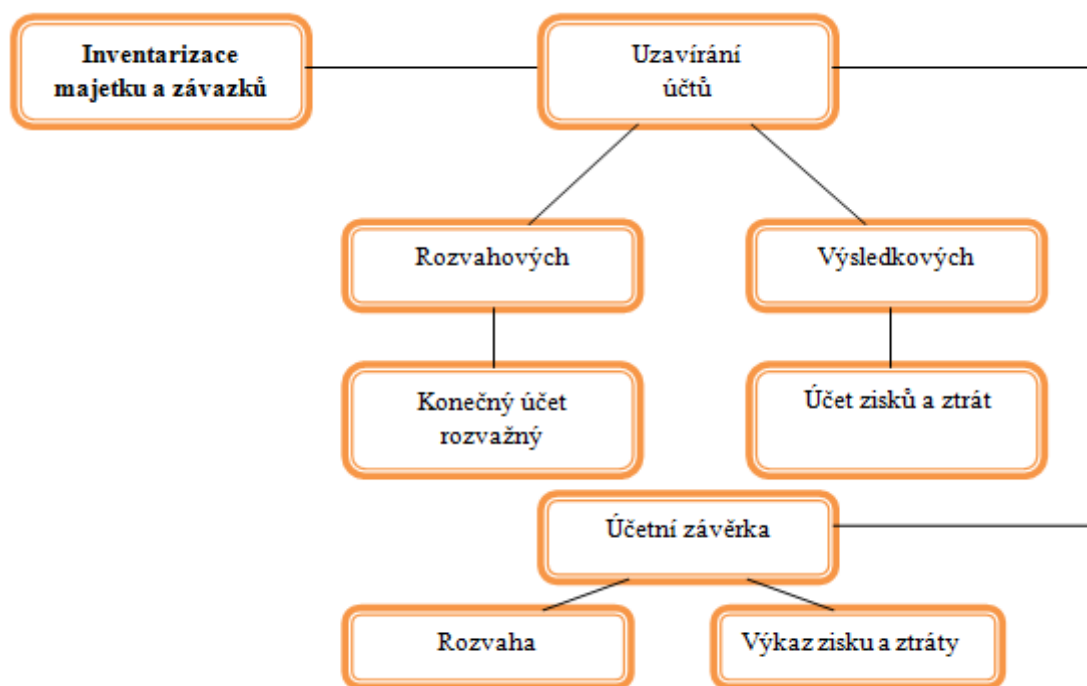 Inventarizace
majetku a závazků
Uzavírání
účtů
Rozvahových
Výsledkových
Konečný účet
rozvažný
Účet zisků a ztrát
Účetní závěrka
Rozvaha
Výkaz zisku a ztráty